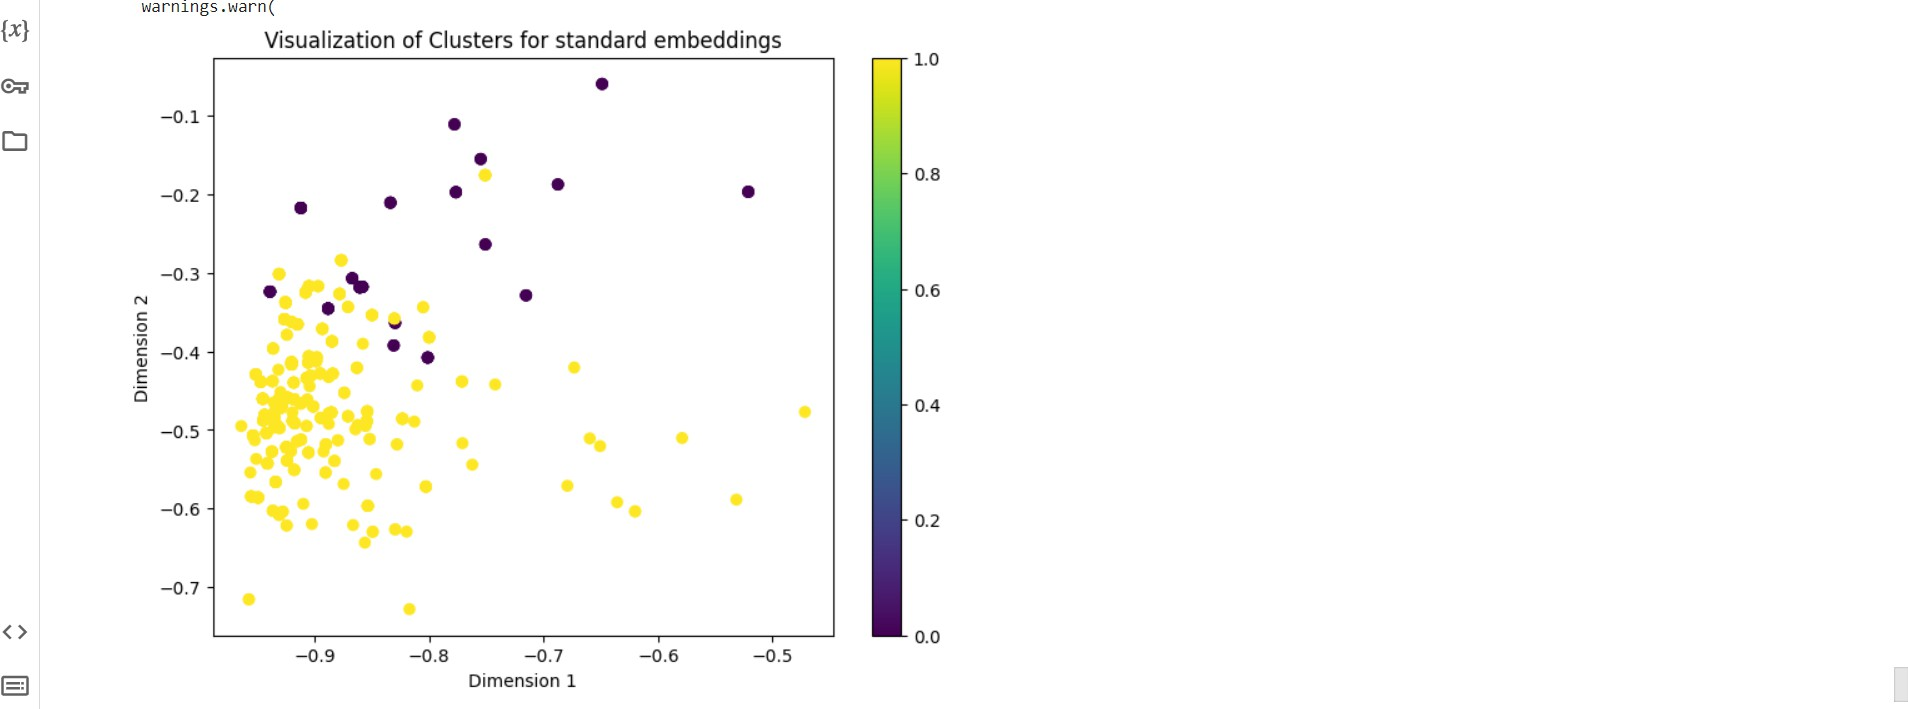 warnings.warn(
{x}
Visualization of Clusters for standard embeddings
1.0
−0.1
0.8
−0.2
−0.3
0.6
Dimension 2
−0.4
0.4
−0.5
0.2
−0.6
−0.7
<>
0.0
−0.9 −0.8 −0.7 −0.6 −0.5
Dimension 1